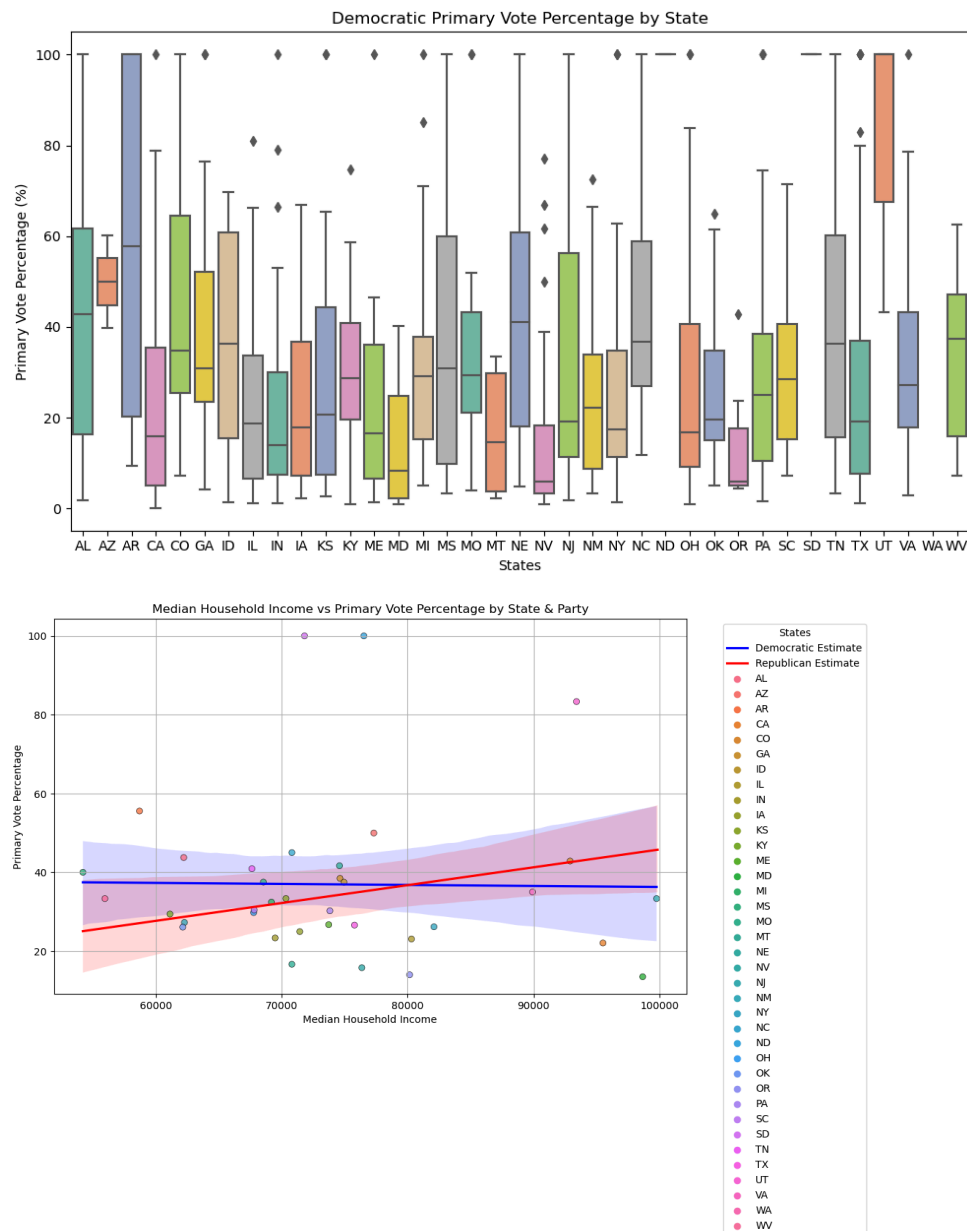 Democratic Primary Vote Percentage by State
Primary Vote Percentage (%)
100
80
60
40
20
0
AL AZ AR CA CO GA ID IL IN IA KS KY ME MD MI MS MO MT NE NV NJ NM NY NC ND OH OK OR PA SC SD TN TX UT VA WA WV
States
Median Household Income vs Primary Vote Percentage by State & Party
Primary Vote Percentage
100
80
60
40
20
60000 70000 80000 90000 100000
Median Household Income
States
Democratic Estimate
Republican Estimate
AL
AZ
AR
CA
CO
GA
ID
IL
IN
IA
KS
KY
ME
MD
MI
MS
MO
MT
NE
NV
NJ
NM
NY
NC
ND
OH
OK
OR
PA
SC
SD
TN
TX
UT
VA
WA
WV